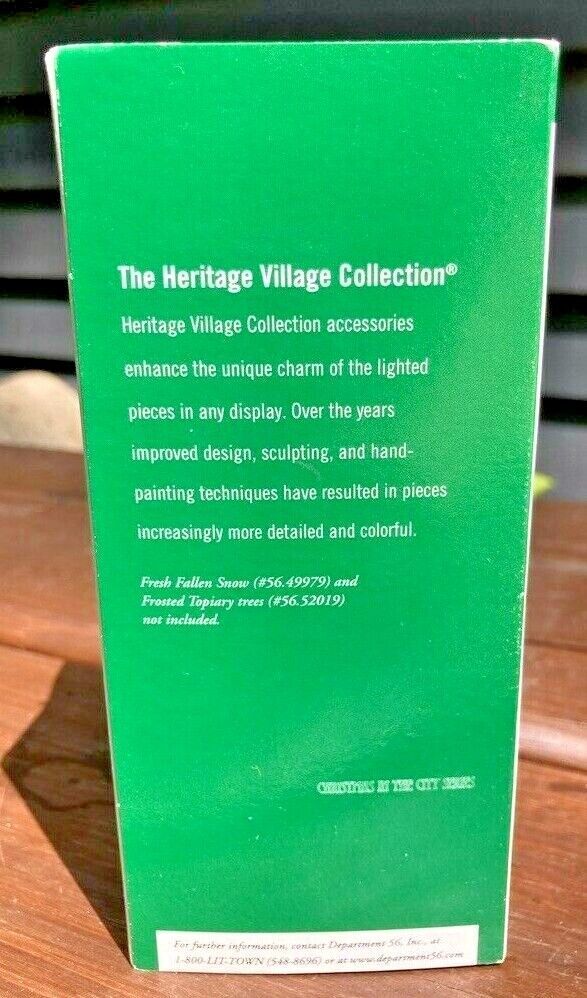 The Heritage Village Collection®
Heritage Village Collection accessories
enhance the unique charm of the lighted
pieces in any display. Over the years
improved design, sculpting, and hand-
painting techniques have resulted in pieces
increasingly more detailed and colorful.
Fresh Fallen Snow (#56.49979) and
Frosted Topiary trees (#56.52019)
not included.
CHRISTMAS IN THE CITY SERIES
For further information, contact Department 56, Inc., at
1-800-LIT-TOWN (548-8696) or at www.department56.com